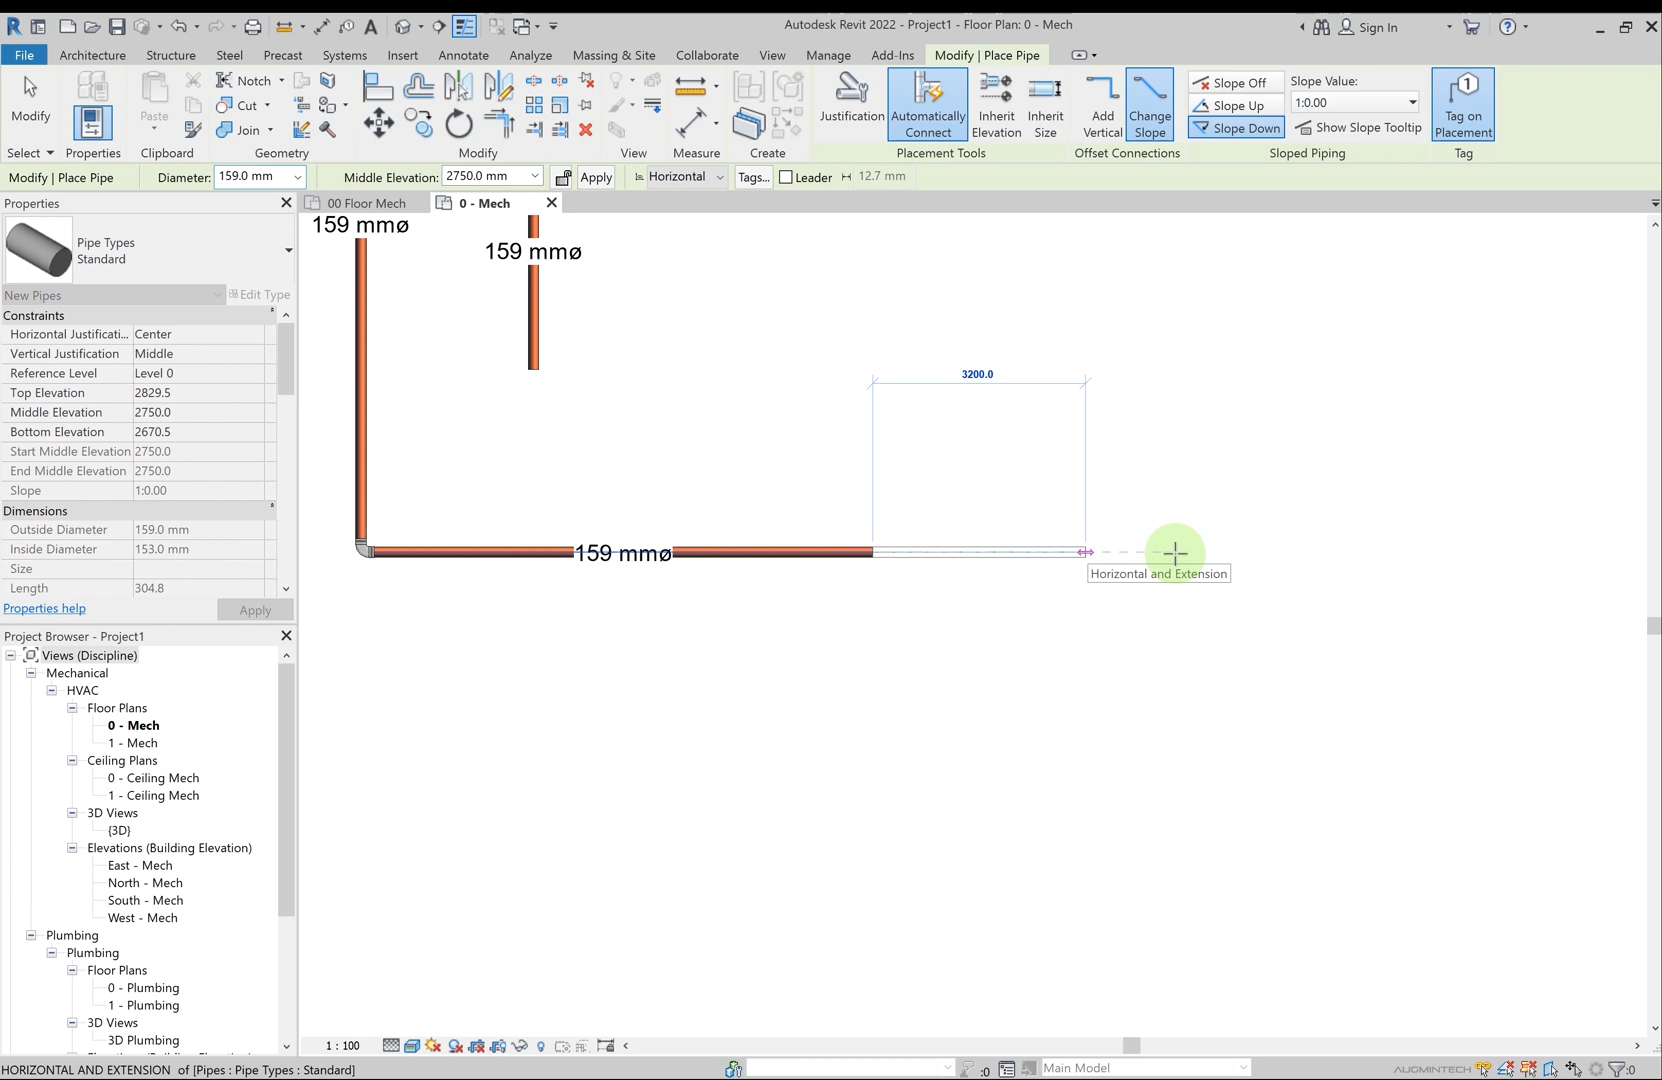 Autodesk Revit 2022 - Project1 - Floor Plan: 0 - Mech
Sign In
File Architecture Structure Steel Precast Systems Insert Annotate Analyze Massing & Site Collaborate View Manage Add-Ins Modify | Place Pipe
Modify
Properties
Paste
Notch
Cut
Join
Justification
Automatically Connect
Inherit Elevation
Inherit Size
Add Vertical
Change Slope
Slope Off
Slope Up
Slope Down
Slope Value:
1:0.00
Show Slope Tooltip
Tag on Placement
Select Properties Clipboard Geometry Modify View Measure Create Placement Tools Offset Connections Sloped Piping Tag
Modify | Place Pipe Diameter: 159.0 mm Middle Elevation: 2750.0 mm Apply Horizontal Tags... Leader 12.7 mm
Properties
00 Floor Mech
0 - Mech
Pipe Types
Standard
New Pipes
Edit Type
Constraints
Horizontal Justificati... Center
Vertical Justification Middle
Reference Level Level 0
Top Elevation 2829.5
Middle Elevation 2750.0
Bottom Elevation 2670.5
Start Middle Elevation 2750.0
End Middle Elevation 2750.0
Slope 1:0.00
Dimensions
Outside Diameter 159.0 mm
Inside Diameter 153.0 mm
Size
Length 304.8
Properties help
Apply
159 mmø
159 mmø
3200.0
159 mmø
Horizontal and Extension
Project Browser - Project1
Views (Discipline)
Mechanical
HVAC
Floor Plans
0 - Mech
1 - Mech
Ceiling Plans
0 - Ceiling Mech
1 - Ceiling Mech
3D Views
{3D}
Elevations (Building Elevation)
East - Mech
North - Mech
South - Mech
West - Mech
Plumbing
Plumbing
Floor Plans
0 - Plumbing
1 - Plumbing
3D Views
3D Plumbing
1 : 100
HORIZONTAL AND EXTENSION of [Pipes : Pipe Types : Standard]
:0
Main Model
AUGMINTECH
:0